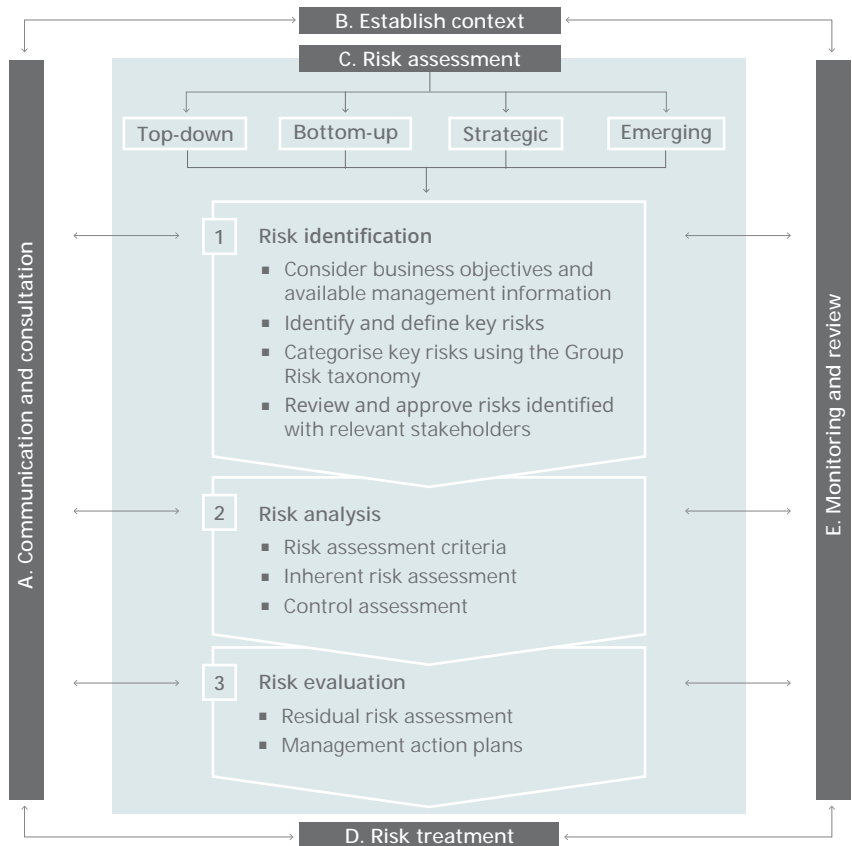 B. Establish context
C. Risk assessment
Top-down
Bottom-up
Strategic
Emerging
A. Communication and consultation
E. Monitoring and review
1
Risk identification
■ Consider business objectives and
available management information
■ Identify and define key risks
■ Categorise key risks using the Group
Risk taxonomy
■ Review and approve risks identified
with relevant stakeholders
2
Risk analysis
■ Risk assessment criteria
■ Inherent risk assessment
■ Control assessment
3
Risk evaluation
■ Residual risk assessment
■ Management action plans
D. Risk treatment